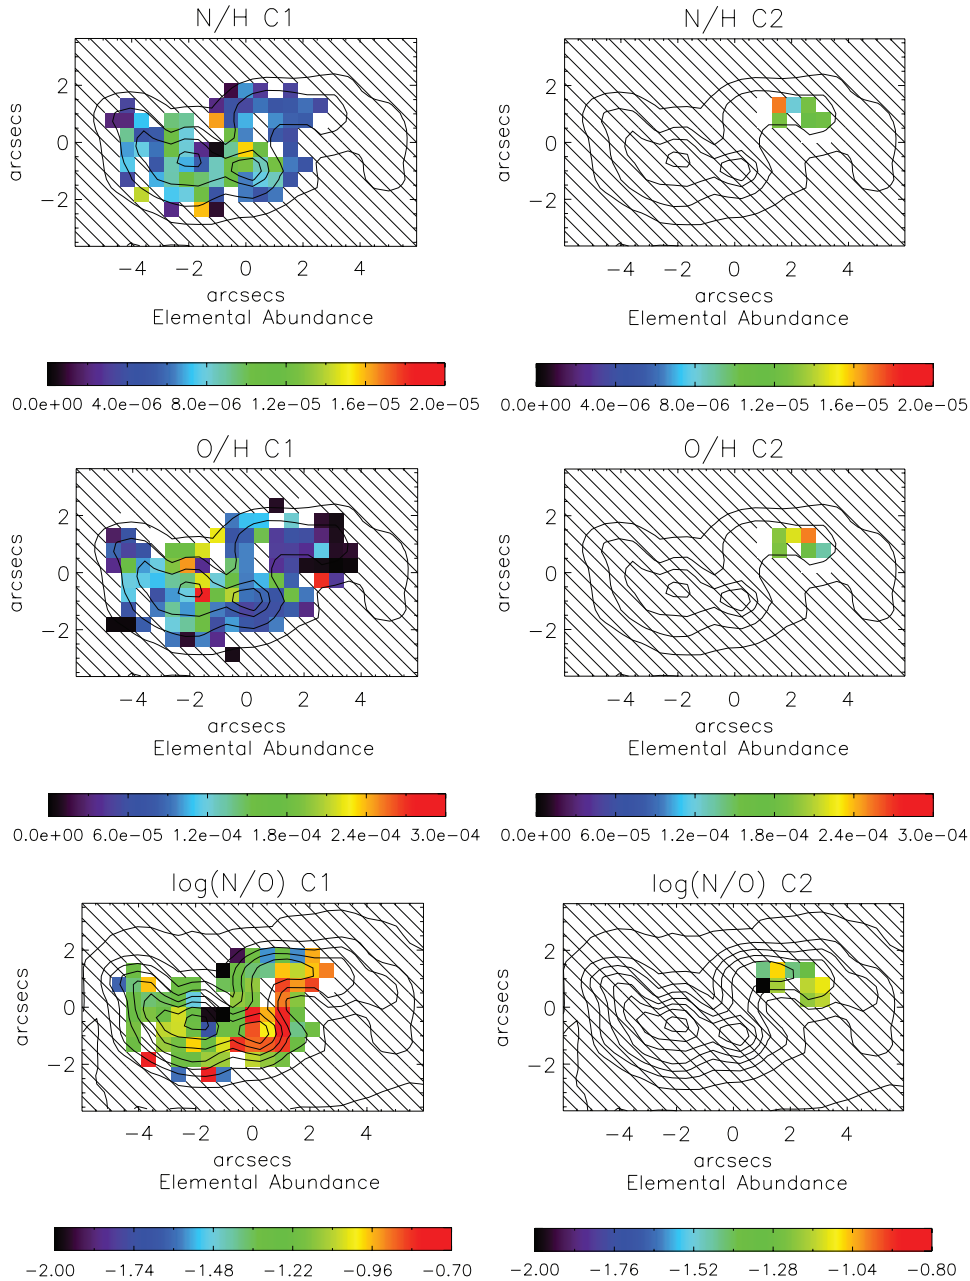 N/H C1 N/H C2
2 2
0 0
−2 −2
arcsecs arcsecs
−4 −2 0 2 4 −4 −2 0 2 4
arcsecs arcsecs
Elemental Abundance Elemental Abundance
0.0e+00 4.0e−06 8.0e−06 1.2e−05 1.6e−05 2.0e−05 0.0e+00 4.0e−06 8.0e−06 1.2e−05 1.6e−05 2.0e−05
O/H C1 O/H C2
2 2
0 0
−2 −2
arcsecs arcsecs
−4 −2 0 2 4 −4 −2 0 2 4
arcsecs arcsecs
Elemental Abundance Elemental Abundance
0.0e+00 6.0e−05 1.2e−04 1.8e−04 2.4e−04 3.0e−04 0.0e+00 6.0e−05 1.2e−04 1.8e−04 2.4e−04 3.0e−04
log(N/O) C1 log(N/O) C2
2 2
0 0
−2 −2
arcsecs arcsecs
−4 −2 0 2 4 −4 −2 0 2 4
arcsecs arcsecs
Elemental Abundance Elemental Abundance
−2.00 −1.74 −1.48 −1.22 −0.96 −0.70 −2.00 −1.76 −1.52 −1.28 −1.04 −0.80